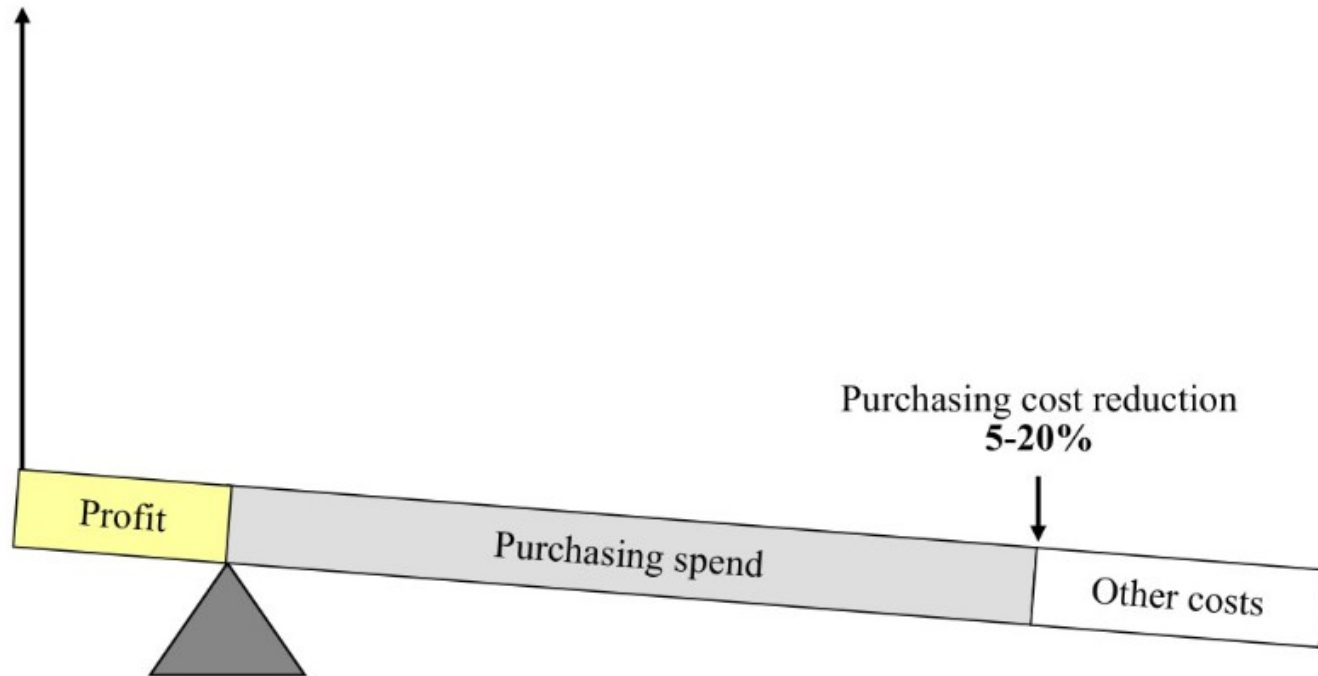 Purchasing cost reduction
5-20%
Profit
Purchasing spend
Other costs